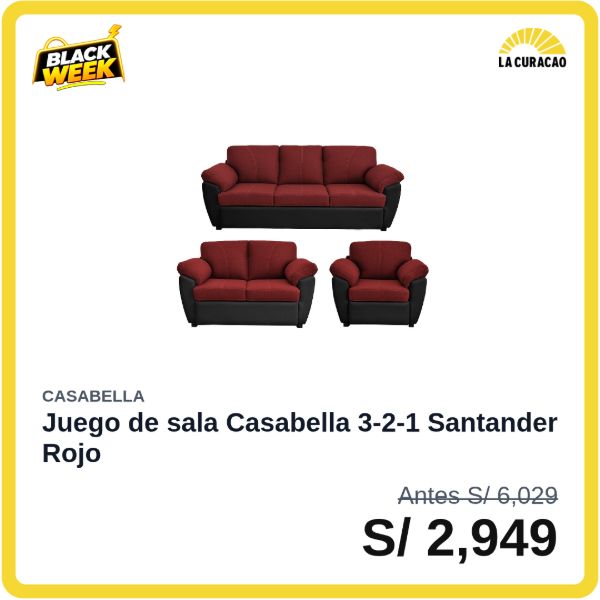 BLACK
WEEK
LA CURACAO
CASABELLA
Juego de sala Casabella 3-2-1 Santander
Rojo
Antes S/ 6,029
S/ 2,949